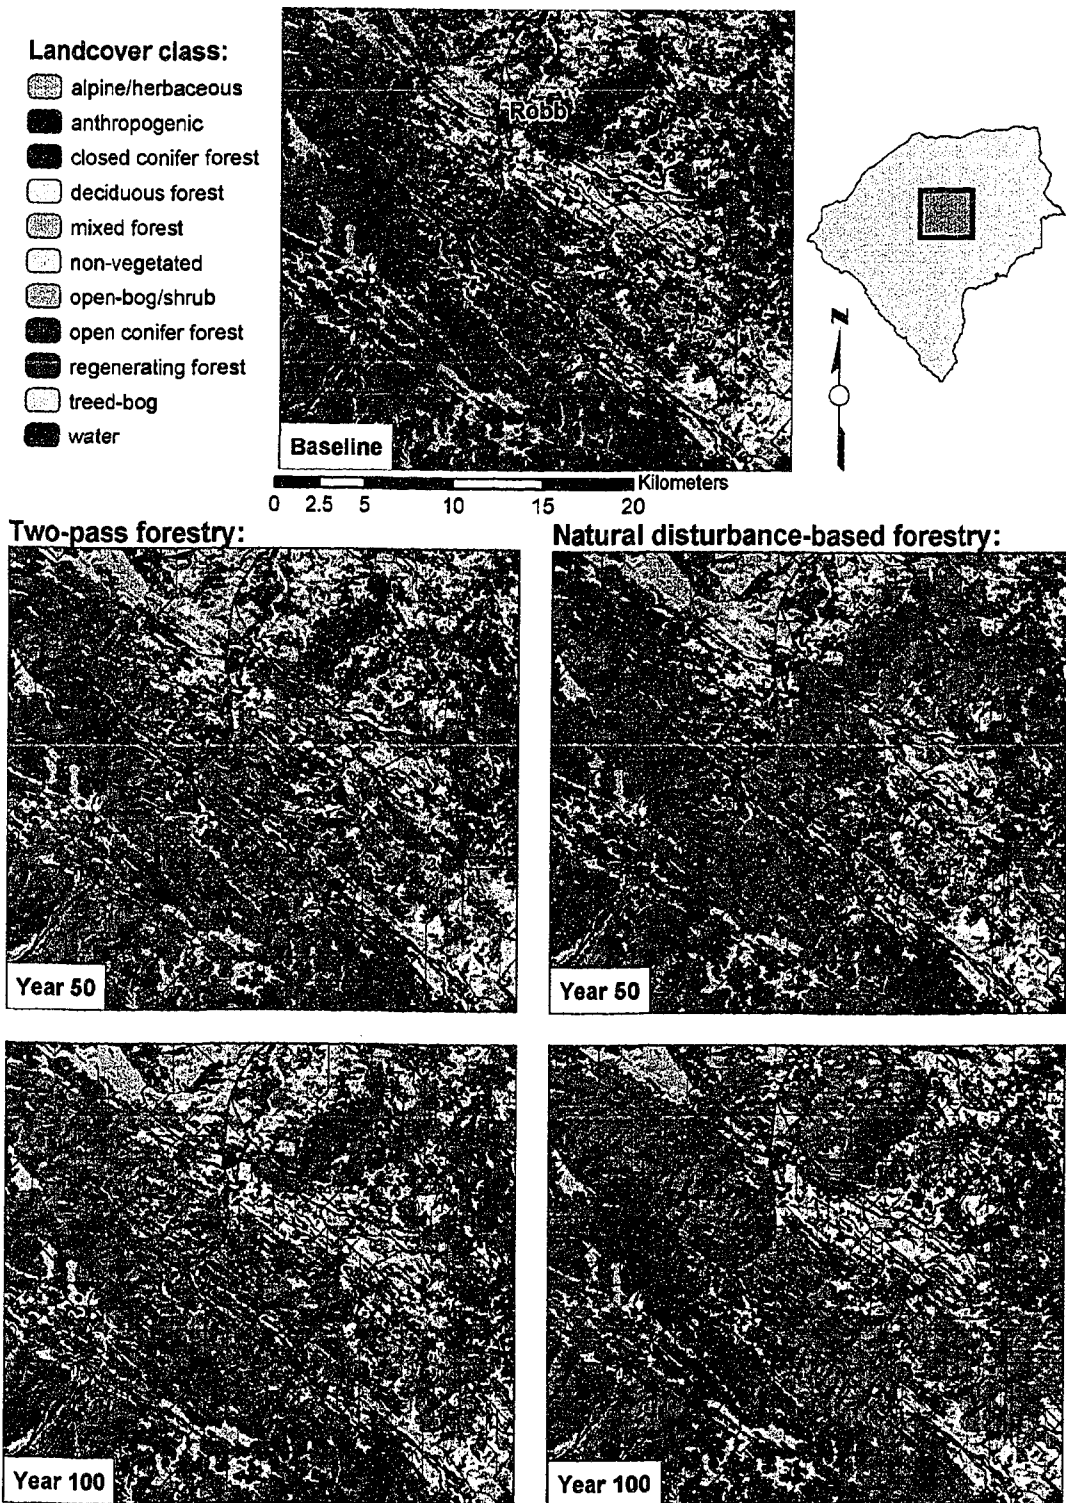 Landcover class:
alpine/herbaceous
anthropogenic
closed conifer forest
deciduous forest
mixed forest
non-vegetated
open-bog/shrub
open conifer forest
regenerating forest
treed-bog
water
Robb
Baseline
N
Kilometers
0 2.5 5 10 15 20
Two-pass forestry:
Natural disturbance-based forestry:
Year 50
Year 50
Year 100
Year 100